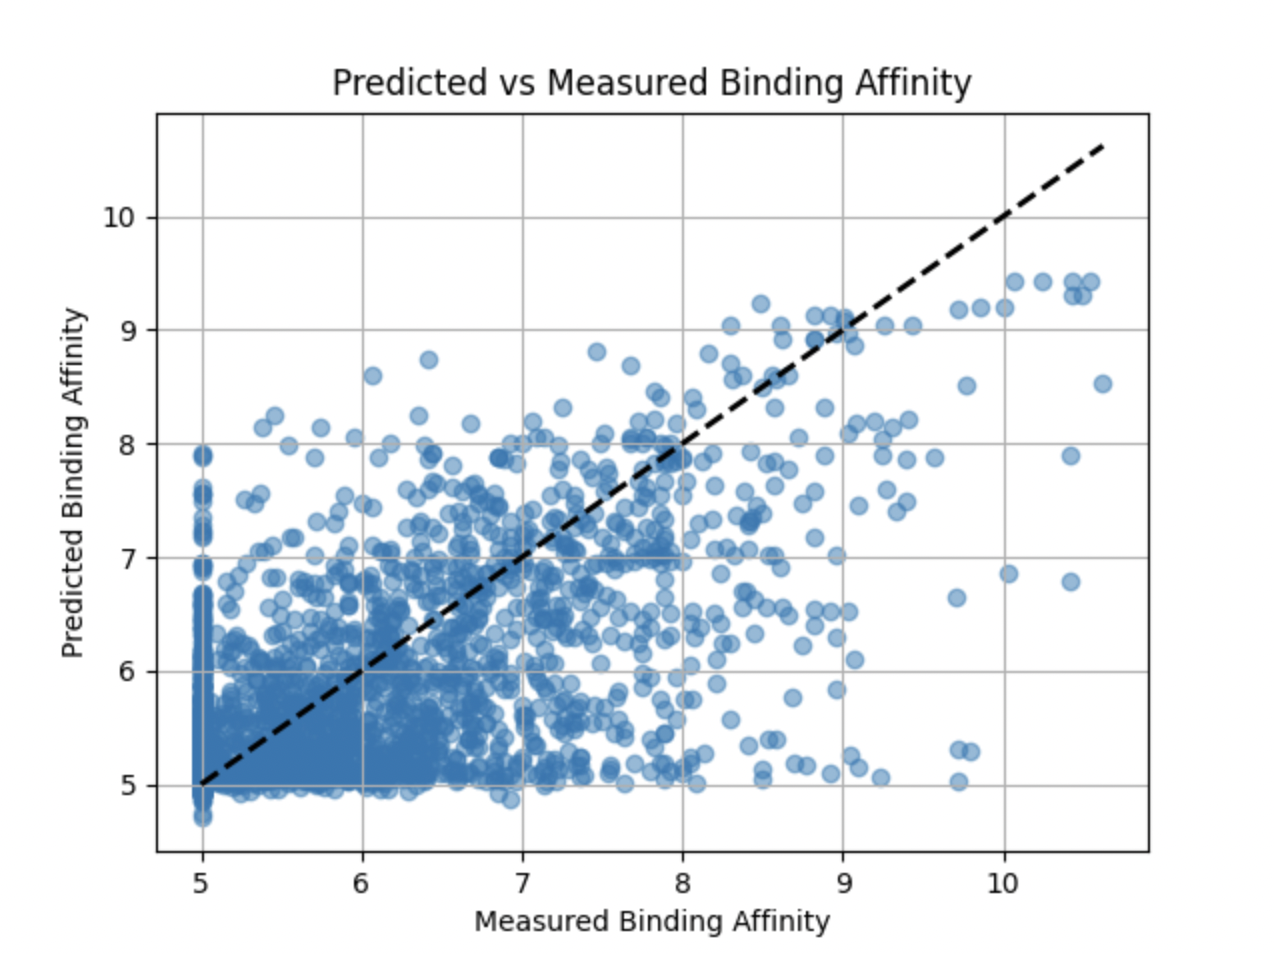 Predicted vs Measured Binding Affinity
Predicted Binding Affinity
10
9
8
7
6
5
5 6 7 8 9 10
Measured Binding Affinity